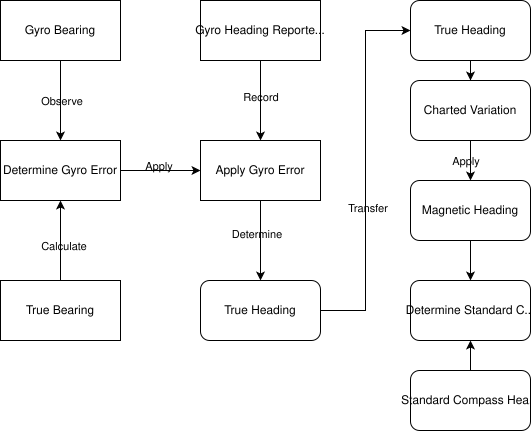 Gyro Bearing
Gyro Heading Reporte...
True Heading
Observe
Record
Charted Variation
Determine Gyro Error
Apply
Apply Gyro Error
Apply
Transfer
Magnetic Heading
Calculate
Determine
True Bearing
True Heading
Determine Standard C...
Standard Compass Hea